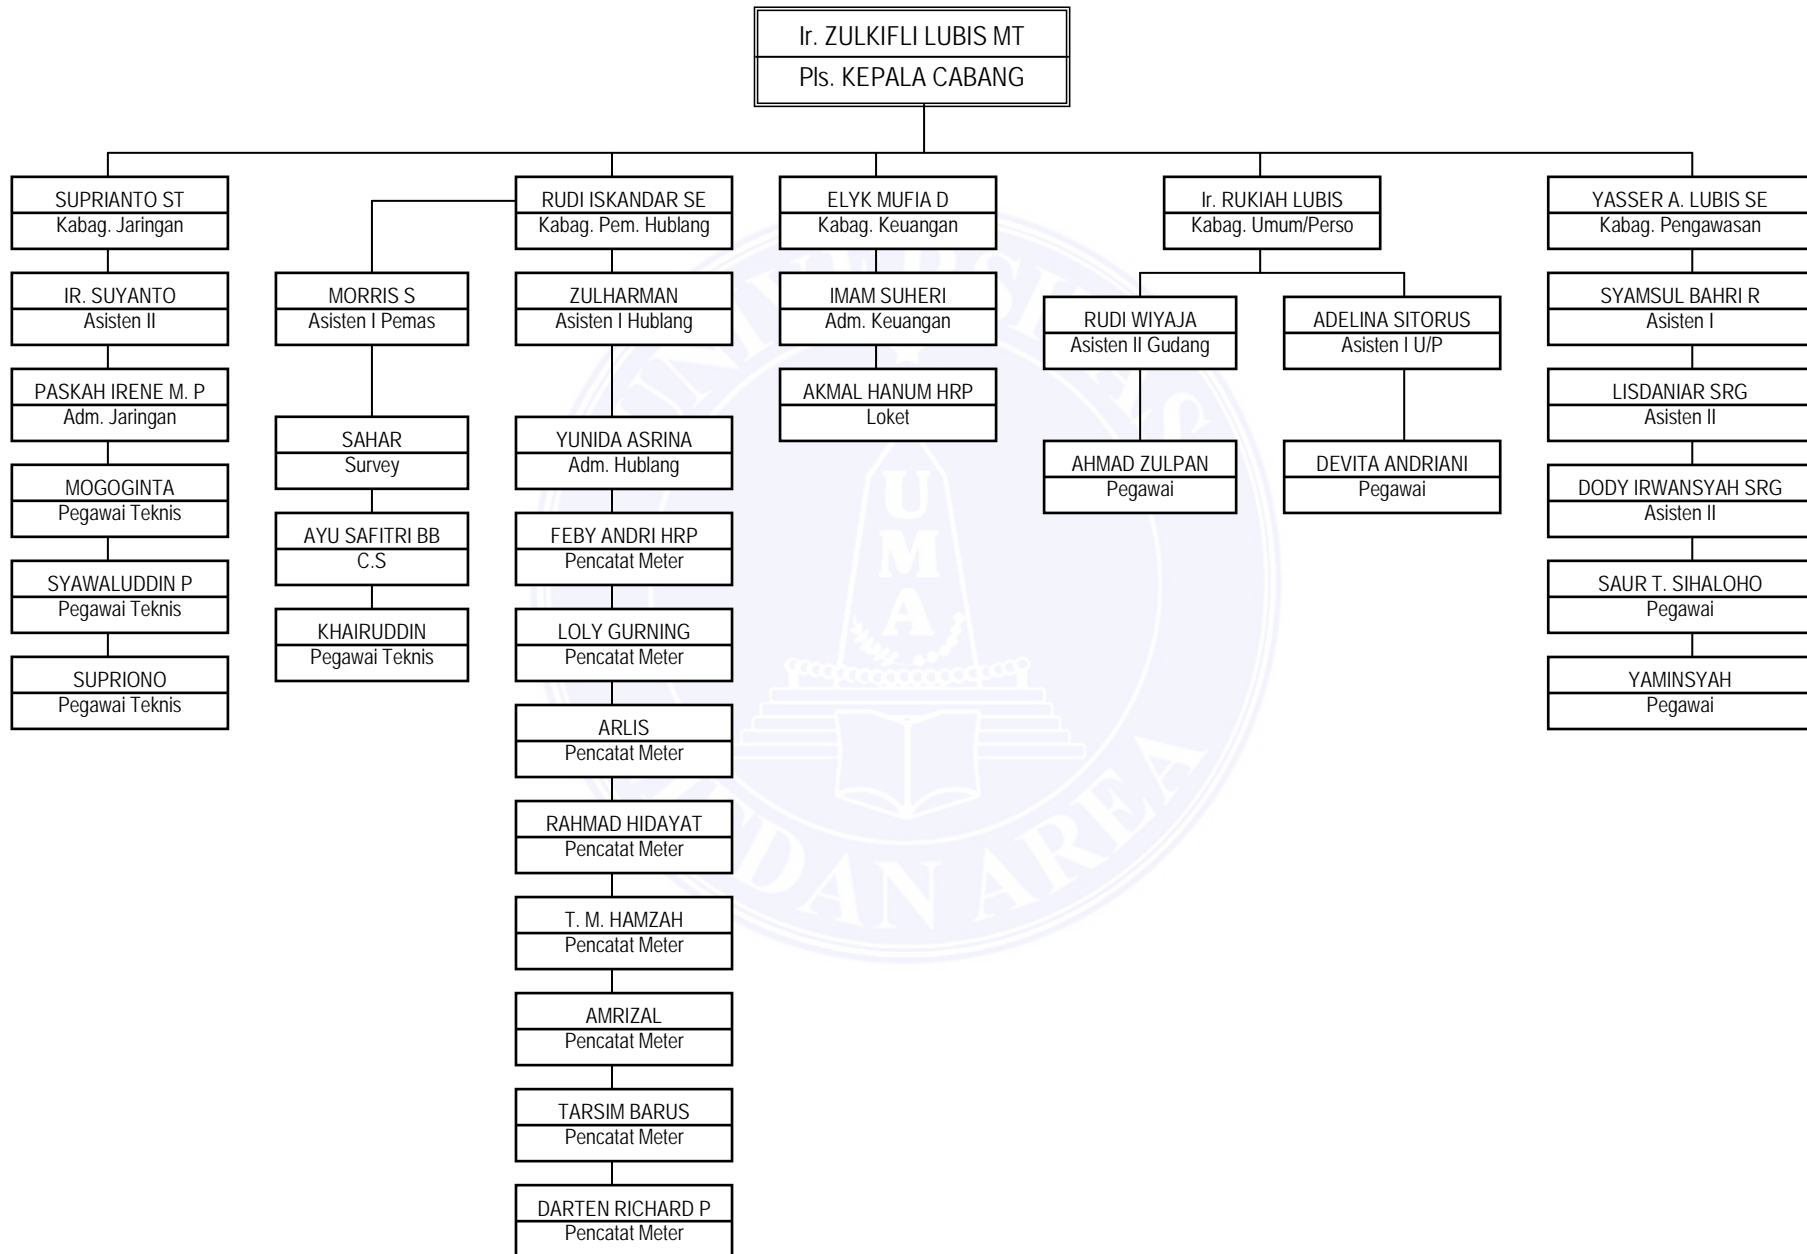 Ir. ZULKIFLI LUBIS MT
Pls. KEPALA CABANG
SUPRIANTO ST
Kabag. Jaringan
IR. SUYANTO
Asisten II
PASKAH IRENE M. P
Adm. Jaringan
MOGOGINTA
Pegawai Teknis
SYAWALUDDIN P
Pegawai Teknis
SUPRIONO
Pegawai Teknis
RUDI ISKANDAR SE
Kabag. Pem. Hublang
MORRIS S
Asisten I Pemas
SAHAR
Survey
AYU SAFITRI BB
C.S
KHAIRUDDIN
Pegawai Teknis
ZULHARMAN
Asisten I Hublang
YUNIDA ASRINA
Adm. Hublang
FEBY ANDRI HRP
Pencatat Meter
LOLY GURNING
Pencatat Meter
ARLIS
Pencatat Meter
RAHMAD HIDAYAT
Pencatat Meter
T. M. HAMZAH
Pencatat Meter
AMRIZAL
Pencatat Meter
TARSIM BARUS
Pencatat Meter
DARTEN RICHARD P
Pencatat Meter
ELYK MUFIA D
Kabag. Keuangan
IMAM SUHERI
Adm. Keuangan
AKMAL HANUM HRP
Loket
Ir. RUKIAH LUBIS
Kabag. Umum/Perso
RUDI WIYAJA
Asisten II Gudang
AHMAD ZULPAN
Pegawai
ADELINA SITORUS
Asisten I U/P
DEVITA ANDRIANI
Pegawai
YASSER A. LUBIS SE
Kabag. Pengawasan
SYAMSUL BAHRI R
Asisten I
LISDANIAR SRG
Asisten II
DODY IRWANSYAH SRG
Asisten II
SAUR T. SIHALOHO
Pegawai
YAMINSYAH
Pegawai
UNIVERSITAS
MEDAN AREA
UMA